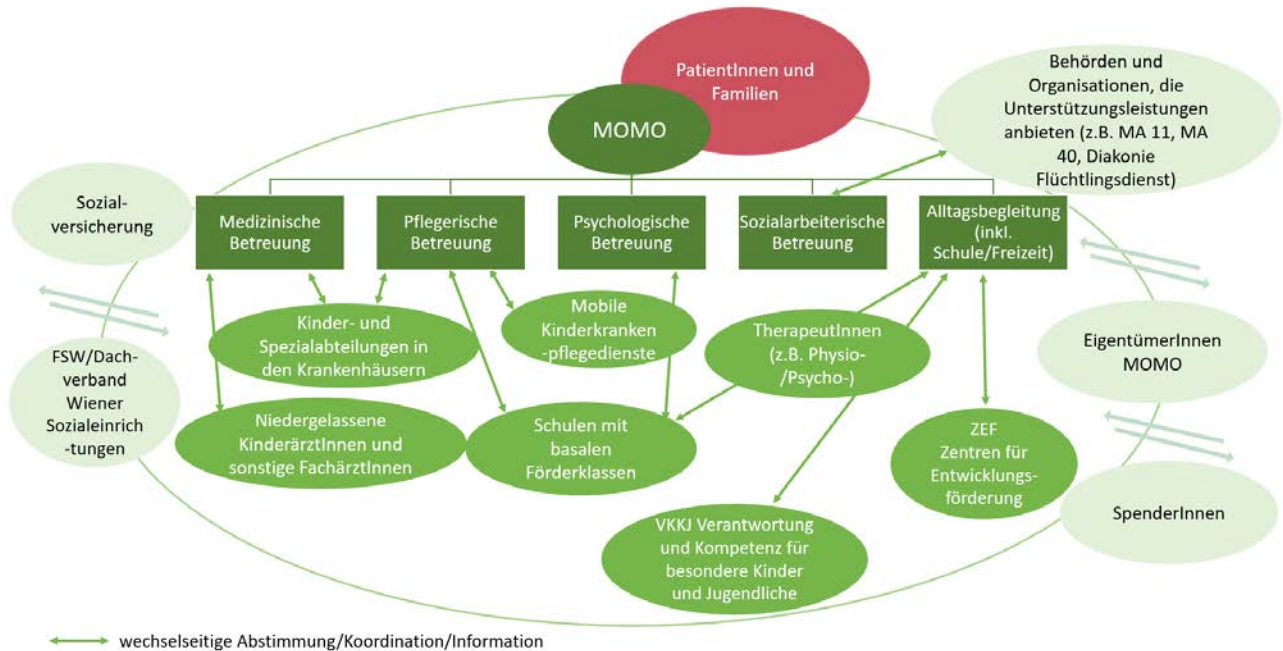 PatientInnen und
Familien
MOMO
Behörden und
Organisationen, die
Unterstützungsleistungen
anbieten (z.B. MA 11, MA
40, Diakonie
Flüchtlingsdienst)
Sozial-
versicherung
Medizinische
Betreuung
Pflegerische
Betreuung
Psychologische
Betreuung
Sozialarbeiterische
Betreuung
Alltagsbegleitung
(inkl.
Schule/Freizeit)
Kinder- und
Spezialabteilungen in
den Krankenhäusern
Mobile
Kinderkranken
-pflegedienste
TherapeutInnen
(z.B. Physio-
/Psycho-)
EigentümerInnen
MOMO
FSW/Dach-
verband
Wiener
Sozialeinrich
-tungen
Niedergelassene
KinderärztInnen und
sonstige FachärztInnen
Schulen mit
basalen
Förderklassen
ZEF
Zentren für
Entwicklungs-
förderung
SpenderInnen
VKKJ Verantwortung
und Kompetenz für
besondere Kinder
und Jugendliche
wechselseitige Abstimmung/Koordination/Information